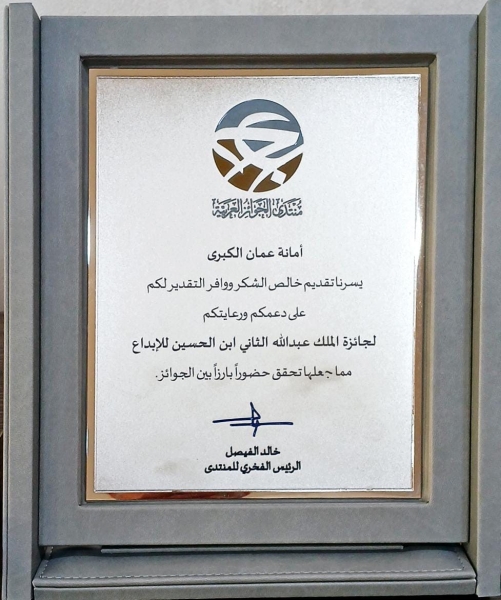 منتدى الجوائز العربية
أمانة عمان الكبرى
يسرنا تقديم خالص الشكر ووافر التقدير لكم
على دعمكم ورعايتكم
لجائزة الملك عبدالله الثاني ابن الحسين للإبداع
مما جعلها تحقق حضوراً بارزاً بين الجوائز.
خالد الفيصل
الرئيس الفخري للمنتدى